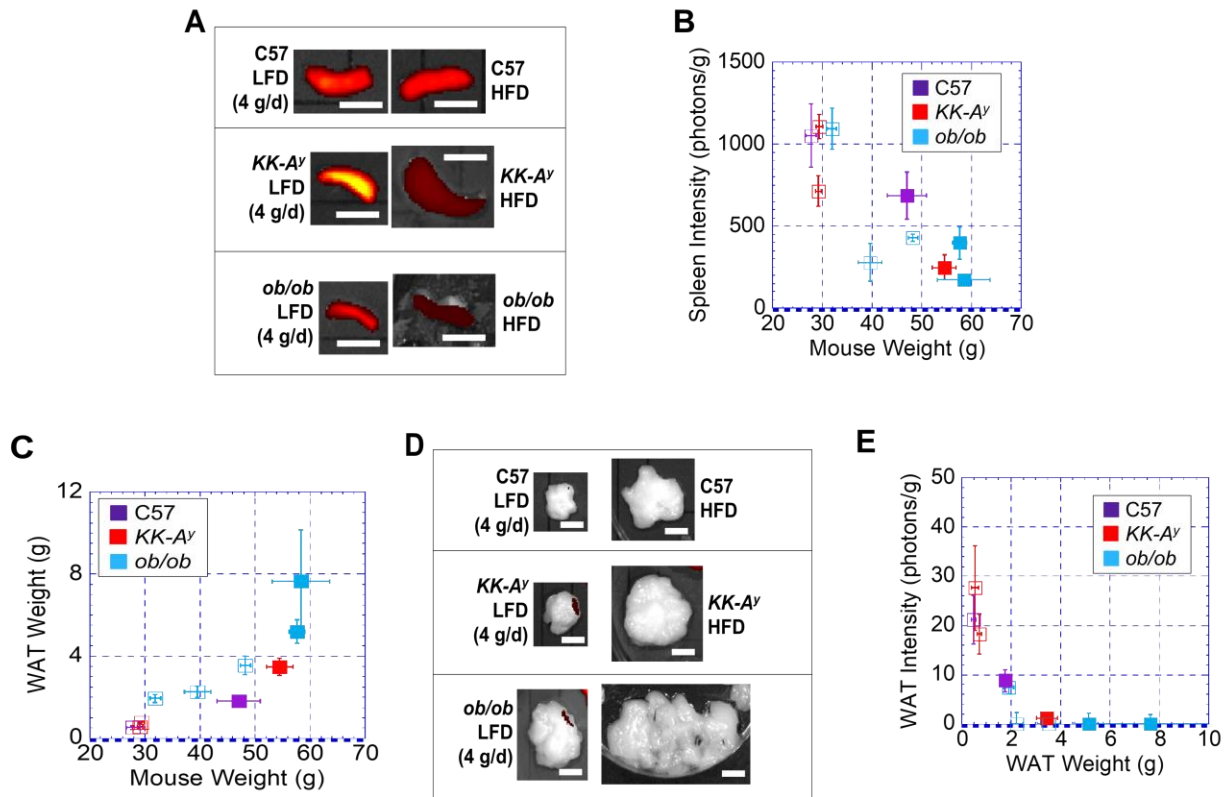 A
C57
LFD
(4 g/d)
C57
HFD
KK-Aʸ
LFD
(4 g/d)
KK-Aʸ
HFD
ob/ob
LFD
(4 g/d)
ob/ob
HFD
B
Spleen Intensity (photons/g)
1500
1000
500
0
C57
KK-Aʸ
ob/ob
20 30 40 50 60 70
Mouse Weight (g)
C
WAT Weight (g)
12
8
4
0
C57
KK-Aʸ
ob/ob
20 30 40 50 60 70
Mouse Weight (g)
D
C57
LFD
(4 g/d)
C57
HFD
KK-Aʸ
LFD
(4 g/d)
KK-Aʸ
HFD
ob/ob
LFD
(4 g/d)
ob/ob
HFD
E
WAT Intensity (photons/g)
50
40
30
20
10
0
C57
KK-Aʸ
ob/ob
0 2 4 6 8 10
WAT Weight (g)